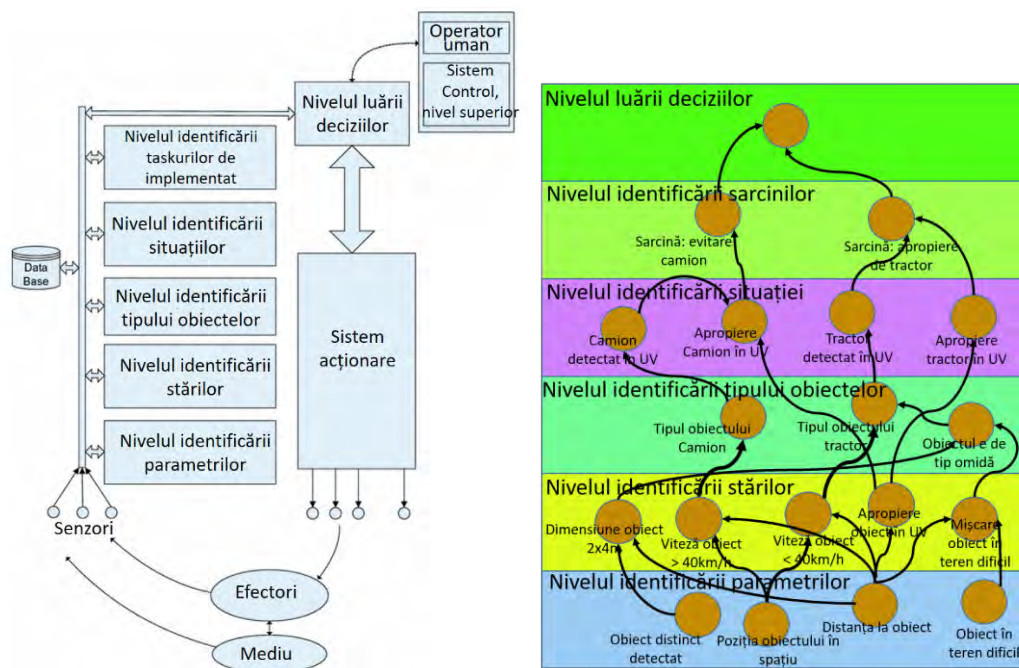 Operator
uman
Sistem
Control,
nivel superior
Nivelul luării
deciziilor
Nivelul identificării
taskurilor de
implementat
Nivelul identificării
situațiilor
Data
Base
Nivelul identificării
tipului obiectelor
Sistem
acționare
Nivelul identificării
stărilor
Nivelul identificării
parametrilor
Senzori
Efectori
Mediu
Nivelul luării deciziilor
Nivelul identificării sarcinilor
Sarcină: evitare
camion
Sarcină: apropiere
de tractor
Nivelul identificării situației
Camion
detectat în UV
Apropiere
Camion în UV
Tractor
detectat în UV
Apropiere
tractor în UV
Nivelul identificării tipului obiectelor
Tipul obiectului
Camion
Tipul obiectului
tractor
Obiectul e de
tip omidă
Nivelul identificării stărilor
Dimensiune obiect
2x4m
Viteză obiect
> 40km/h
Viteză obiect
< 40km/h
Apropiere
obiect în UV
Mișcare
obiect în
teren dificil
Nivelul identificării parametrilor
Obiect distinct
detectat
Poziția obiectului în
spațiu
Distanța la obiect
Obiect în
teren dificil